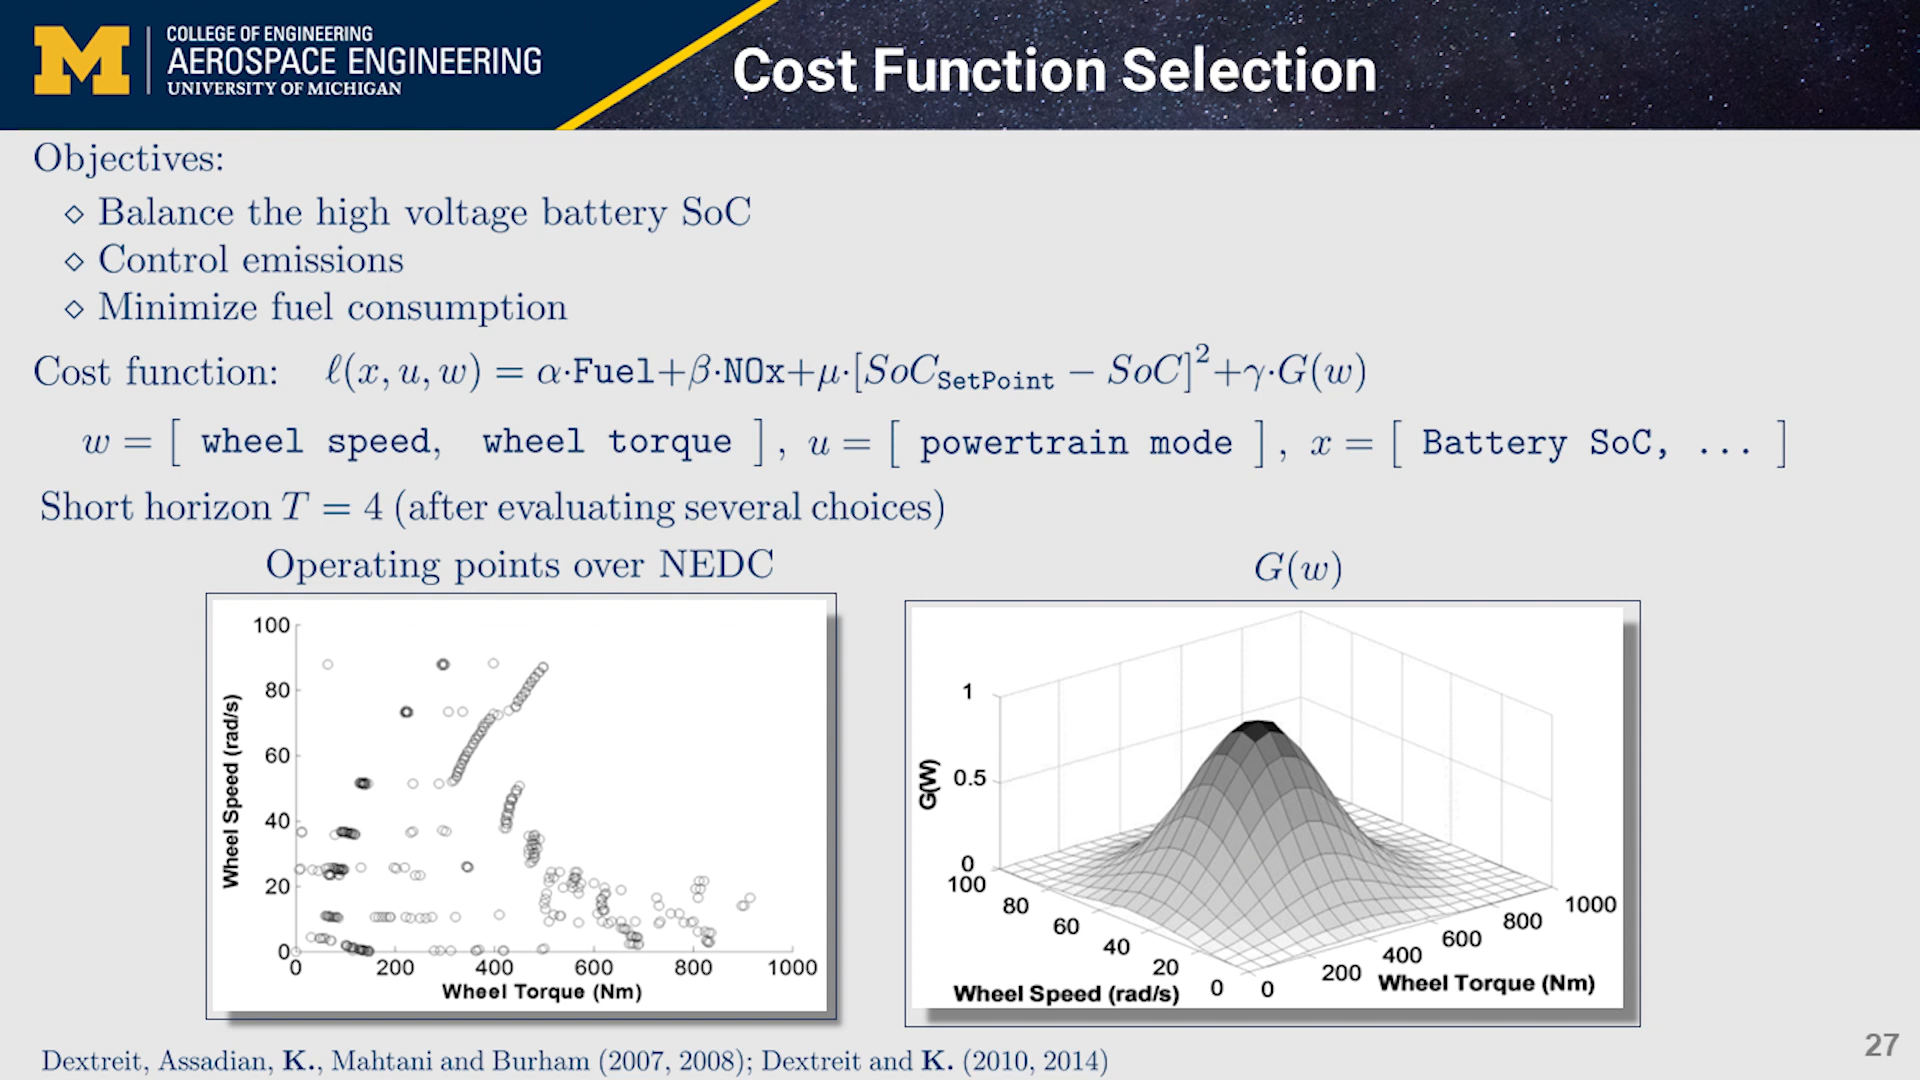 M
COLLEGE OF ENGINEERING
AEROSPACE ENGINEERING
UNIVERSITY OF MICHIGAN
Cost Function Selection
Objectives:
⋄ Balance the high voltage battery SoC
⋄ Control emissions
⋄ Minimize fuel consumption
Cost function: ℓ(x, u, w) = α·Fuel+β·NOx+μ·[SoC_SetPoint − SoC]²+γ·G(w)
w = [ wheel speed, wheel torque ], u = [ powertrain mode ], x = [ Battery SoC, ... ]
Short horizon T = 4 (after evaluating several choices)
Operating points over NEDC
100
80
60
40
20
0
Wheel Speed (rad/s)
0 200 400 600 800 1000
Wheel Torque (Nm)
G(w)
1
0.5
0
G(W)
100
80
60
40
20
0
Wheel Speed (rad/s)
0
200
400
600
800
1000
Wheel Torque (Nm)
Dextreit, Assadian, K., Mahtani and Burham (2007, 2008); Dextreit and K. (2010, 2014)
27